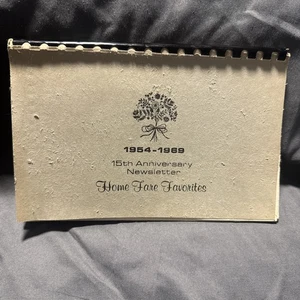 1954-1969
15th Anniversary
Newsletter
Home Fare Favorites